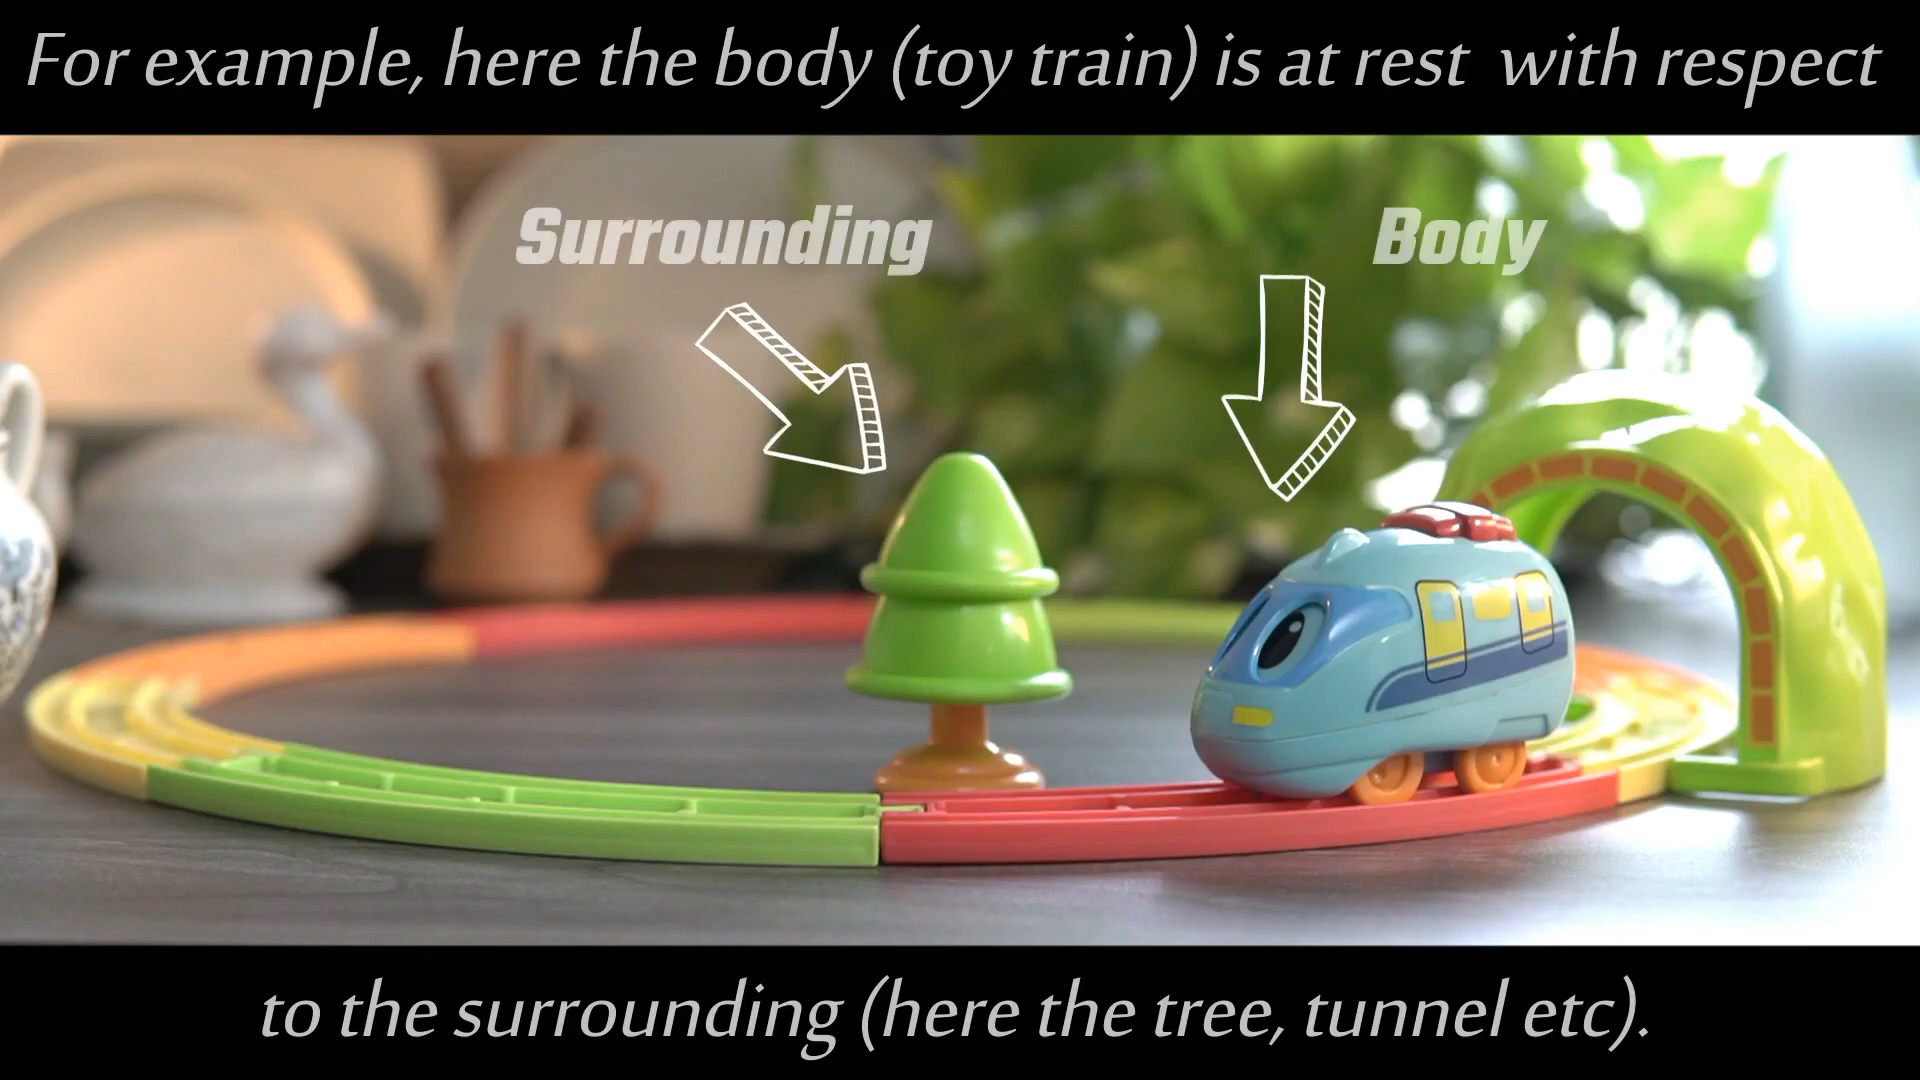 For example, here the body (toy train) is at rest with respect
Surrounding
Body
to the surrounding (here the tree, tunnel etc).